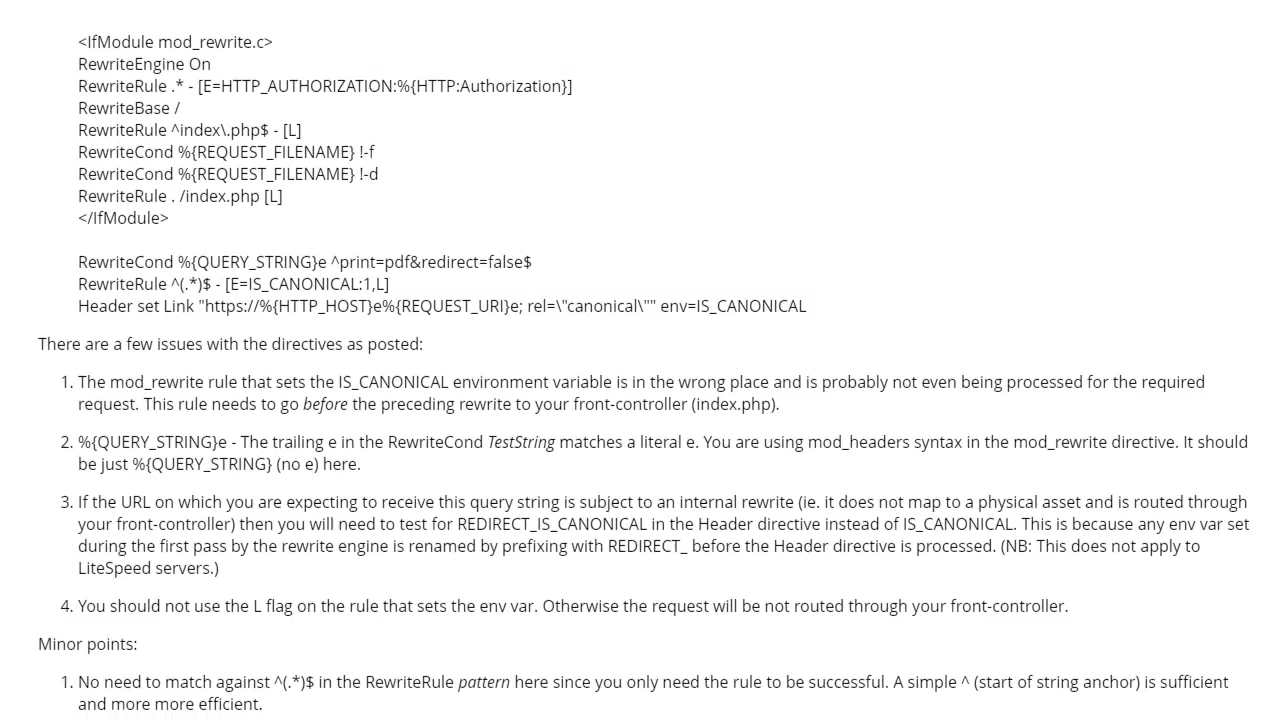 <IfModule mod_rewrite.c>
RewriteEngine On
RewriteRule .* - [E=HTTP_AUTHORIZATION:%{HTTP:Authorization}]
RewriteBase /
RewriteRule ^index\.php$ - [L]
RewriteCond %{REQUEST_FILENAME} !-f
RewriteCond %{REQUEST_FILENAME} !-d
RewriteRule . /index.php [L]
</IfModule>
RewriteCond %{QUERY_STRING}e ^print=pdf&redirect=false$
RewriteRule ^(.*)$ - [E=IS_CANONICAL:1,L]
Header set Link "https://%{HTTP_HOST}e%{REQUEST_URI}e; rel=\"canonical\"" env=IS_CANONICAL
There are a few issues with the directives as posted:
1. The mod_rewrite rule that sets the IS_CANONICAL environment variable is in the wrong place and is probably not even being processed for the required
request. This rule needs to go before the preceding rewrite to your front-controller (index.php).
2. %{QUERY_STRING}e - The trailing e in the RewriteCond TestString matches a literal e. You are using mod_headers syntax in the mod_rewrite directive. It should
be just %{QUERY_STRING} (no e) here.
3. If the URL on which you are expecting to receive this query string is subject to an internal rewrite (ie. it does not map to a physical asset and is routed through
your front-controller) then you will need to test for REDIRECT_IS_CANONICAL in the Header directive instead of IS_CANONICAL. This is because any env var set
during the first pass by the rewrite engine is renamed by prefixing with REDIRECT_ before the Header directive is processed. (NB: This does not apply to
LiteSpeed servers.)
4. You should not use the L flag on the rule that sets the env var. Otherwise the request will be not routed through your front-controller.
Minor points:
1. No need to match against ^(.*)$ in the RewriteRule pattern here since you only need the rule to be successful. A simple ^ (start of string anchor) is sufficient
and more more efficient.